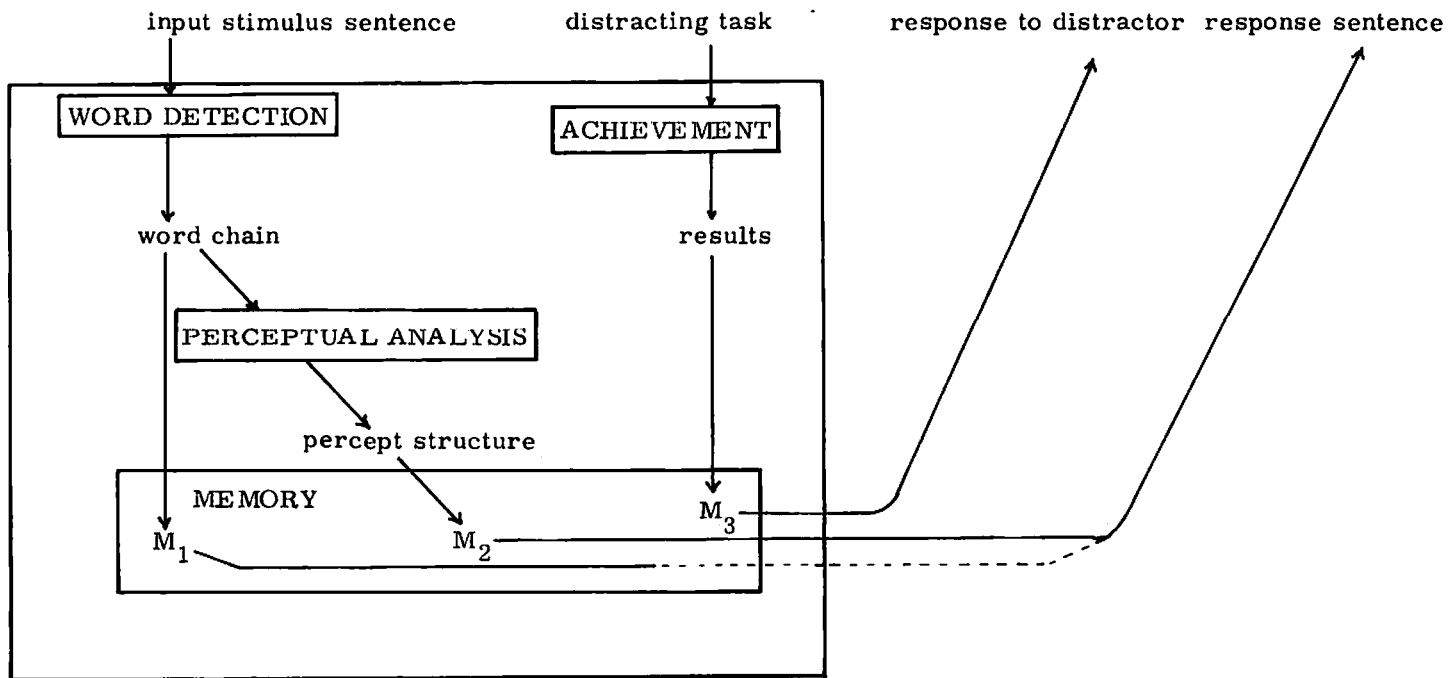 input stimulus sentence distracting task response to distractor response sentence
WORD DETECTION ACHIEVEMENT
word chain results
PERCEPTUAL ANALYSIS
percept structure
MEMORY
M3
M1 M2